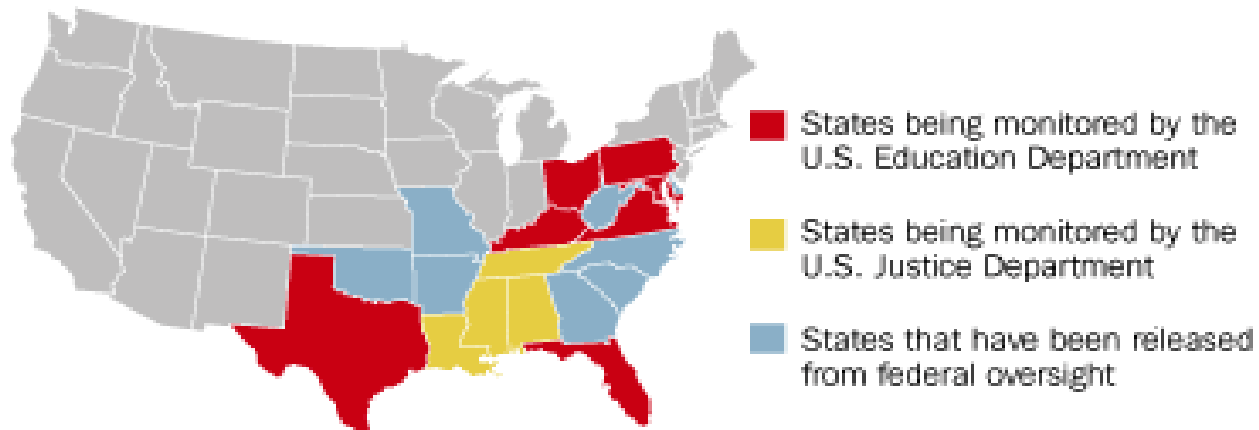 States being monitored by the
U.S. Education Department
States being monitored by the
U.S. Justice Department
States that have been released
from federal oversight